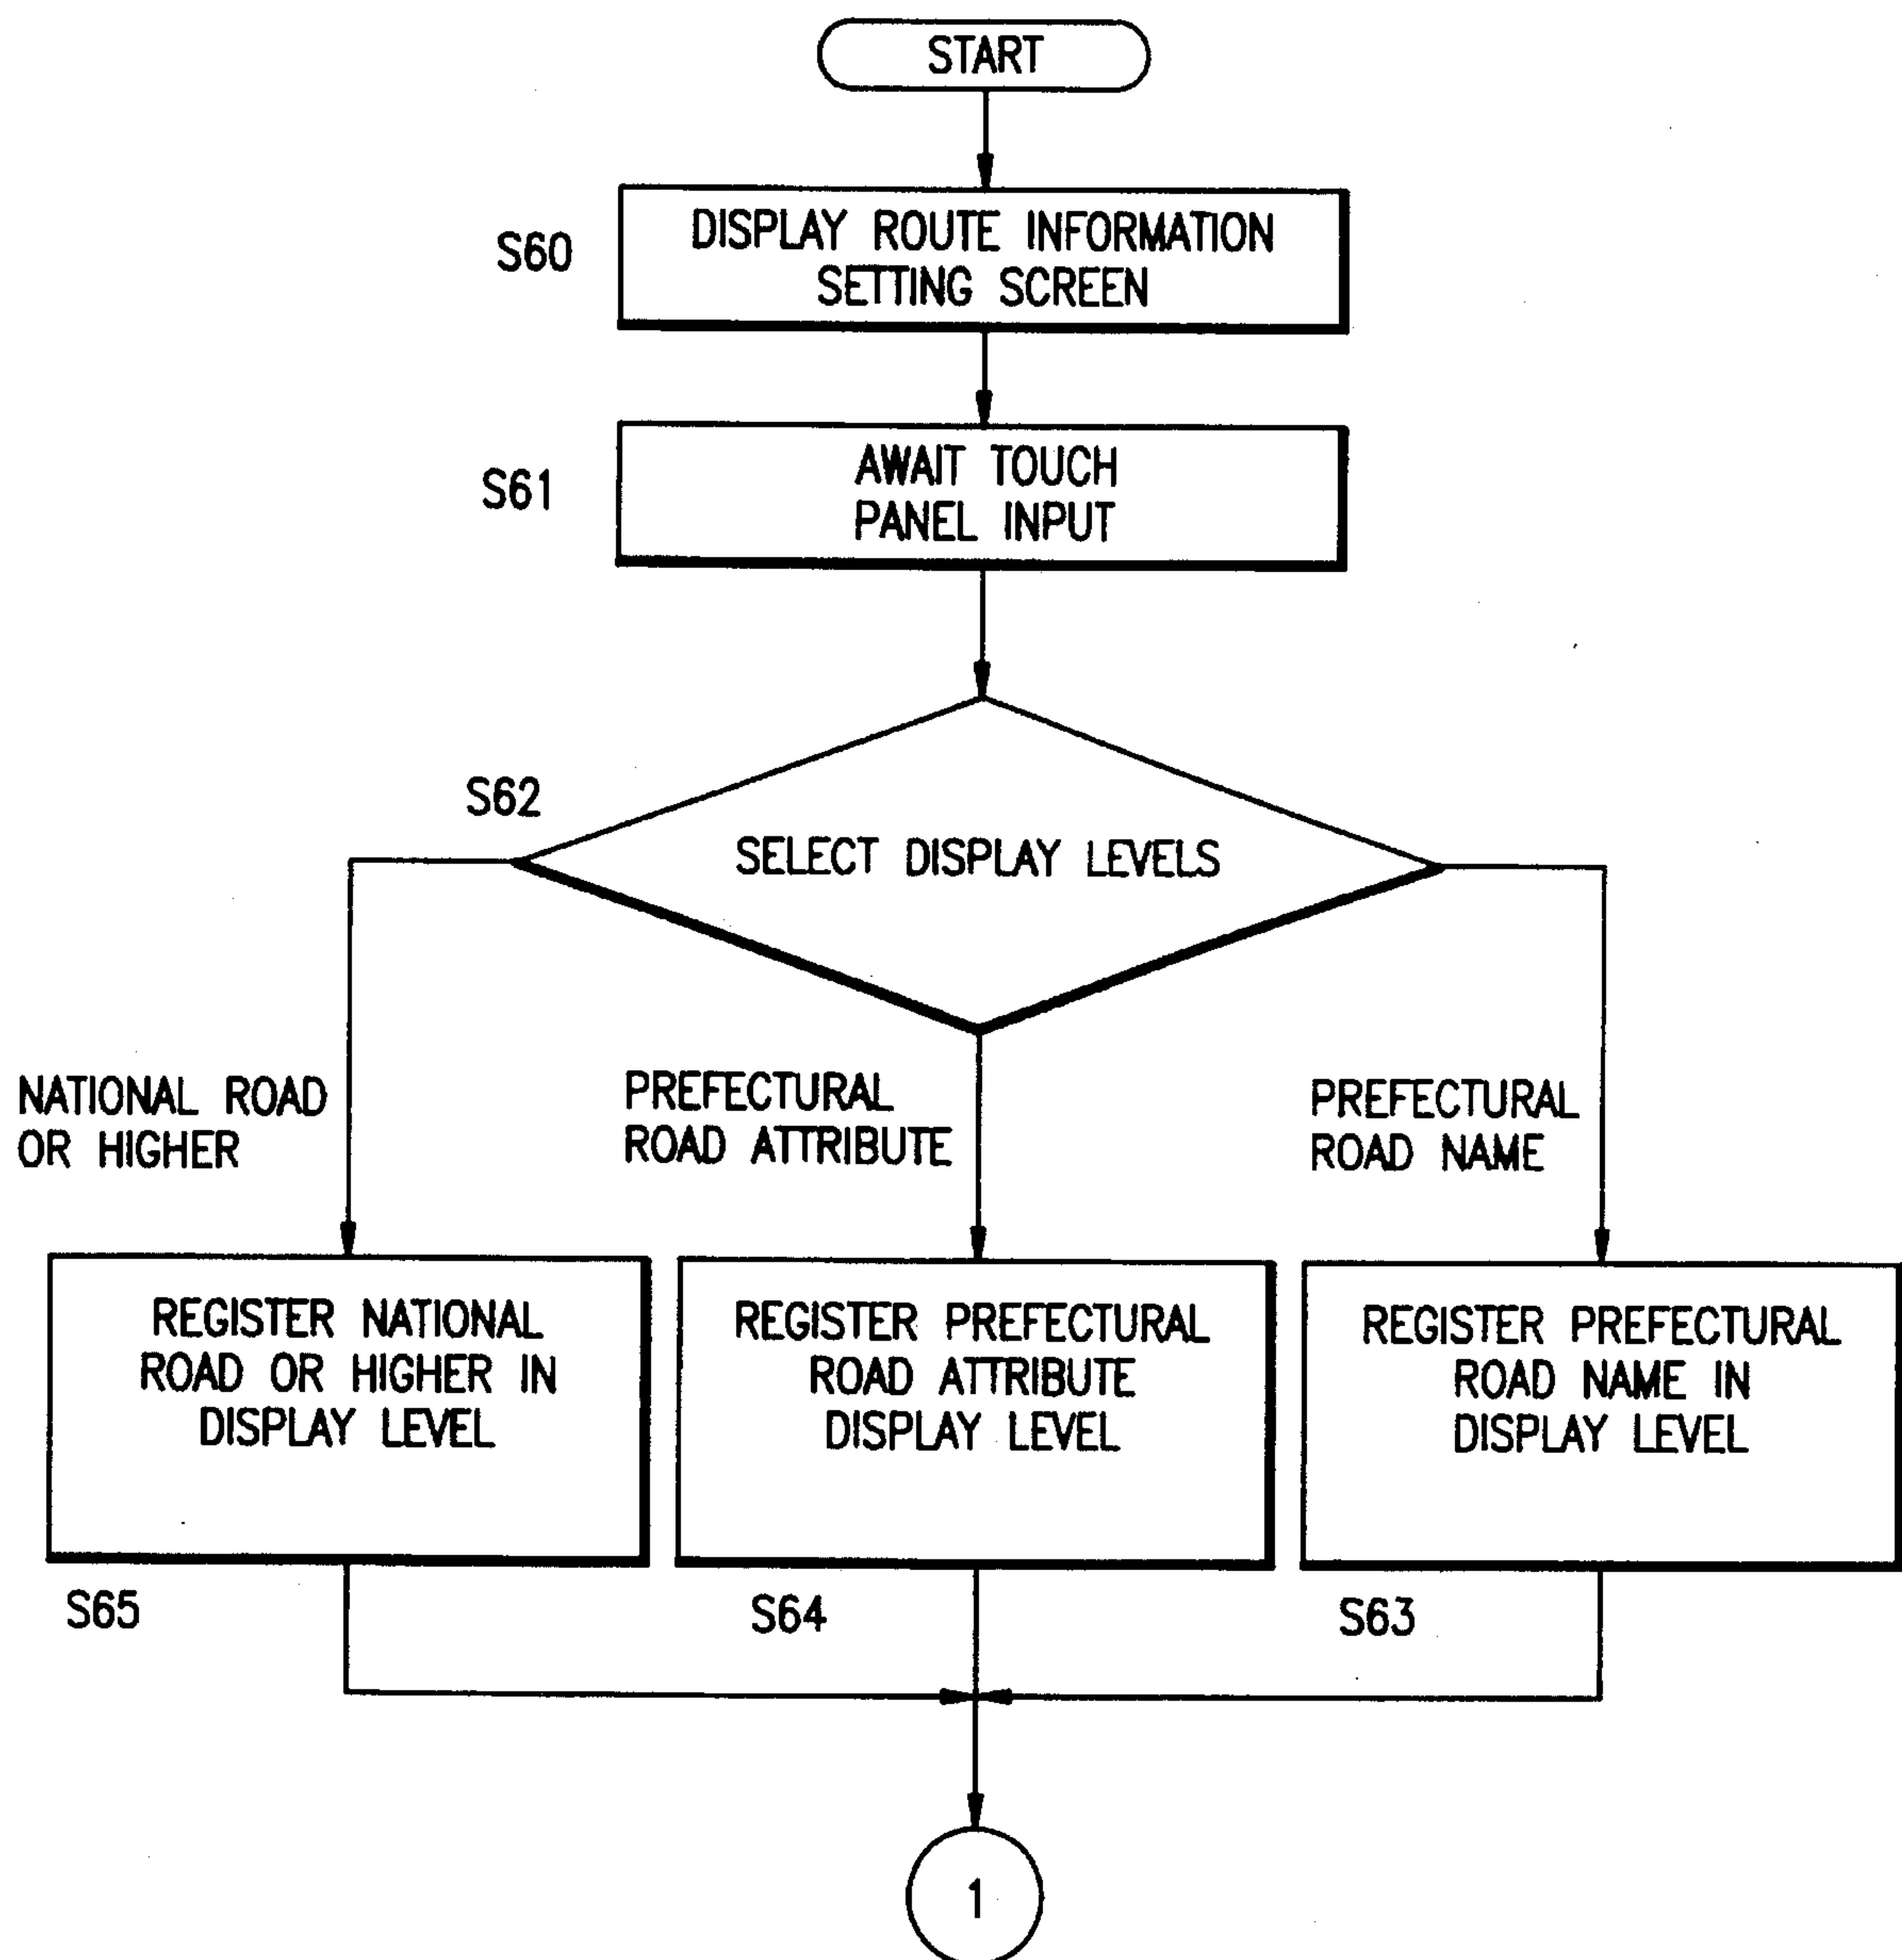 START
S60
DISPLAY ROUTE INFORMATION
SETTING SCREEN
S61
AWAIT TOUCH
PANEL INPUT
S62
SELECT DISPLAY LEVELS
NATIONAL ROAD
OR HIGHER
PREFECTURAL
ROAD ATTRIBUTE
PREFECTURAL
ROAD NAME
REGISTER NATIONAL
ROAD OR HIGHER IN
DISPLAY LEVEL
REGISTER PREFECTURAL
ROAD ATTRIBUTE
DISPLAY LEVEL
REGISTER PREFECTURAL
ROAD NAME IN
DISPLAY LEVEL
S65
S64
S63
1